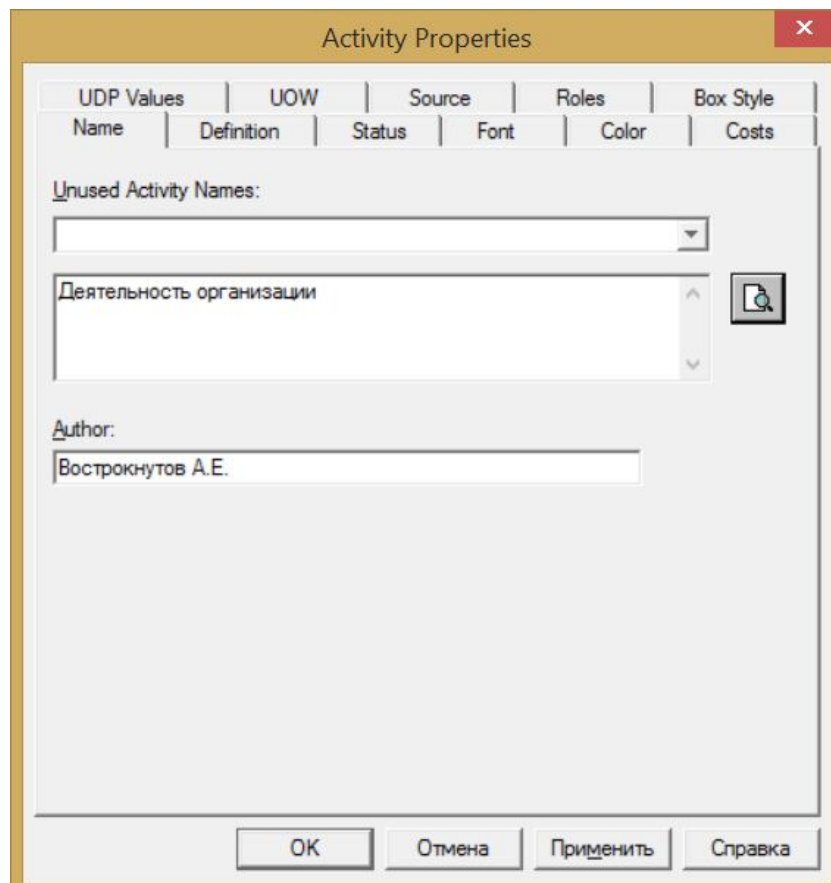 Activity Properties
UDP Values UOW Source Roles Box Style
Name Definition Status Font Color Costs
Unused Activity Names:
Деятельность организации
Author:
Вострокнутов А.Е.
OK Отмена Применить Справка